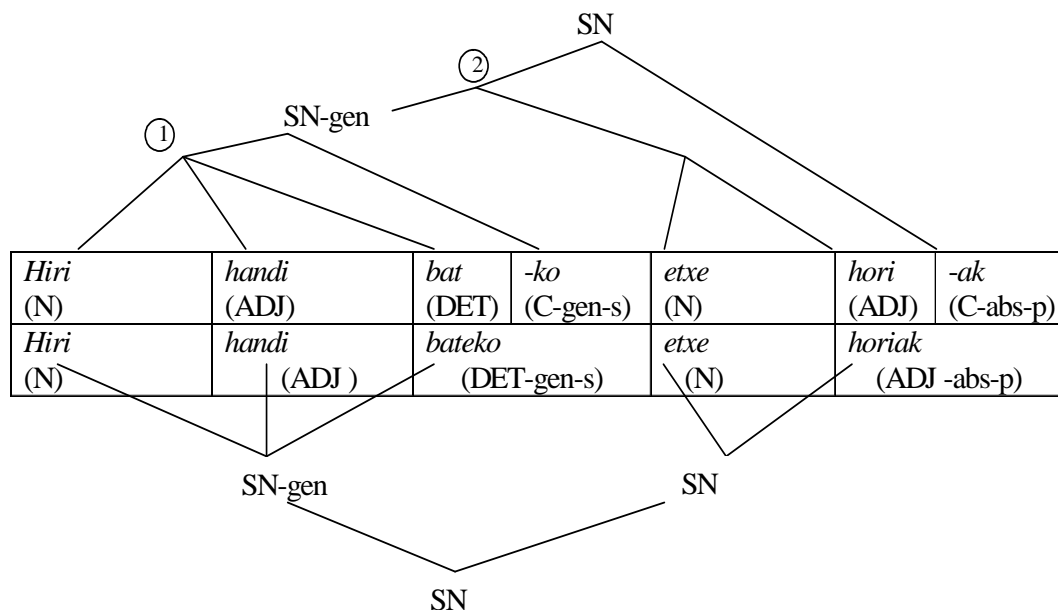 SN
2
SN-gen
1
Hiri handi bat -ko etxe hori -ak
(N) (ADJ) (DET) (C-gen-s) (N) (ADJ) (C-abs-p)
Hiri handi bateko etxe horiak
(N) (ADJ ) (DET-gen-s) (N) (ADJ -abs-p)
SN-gen SN
SN